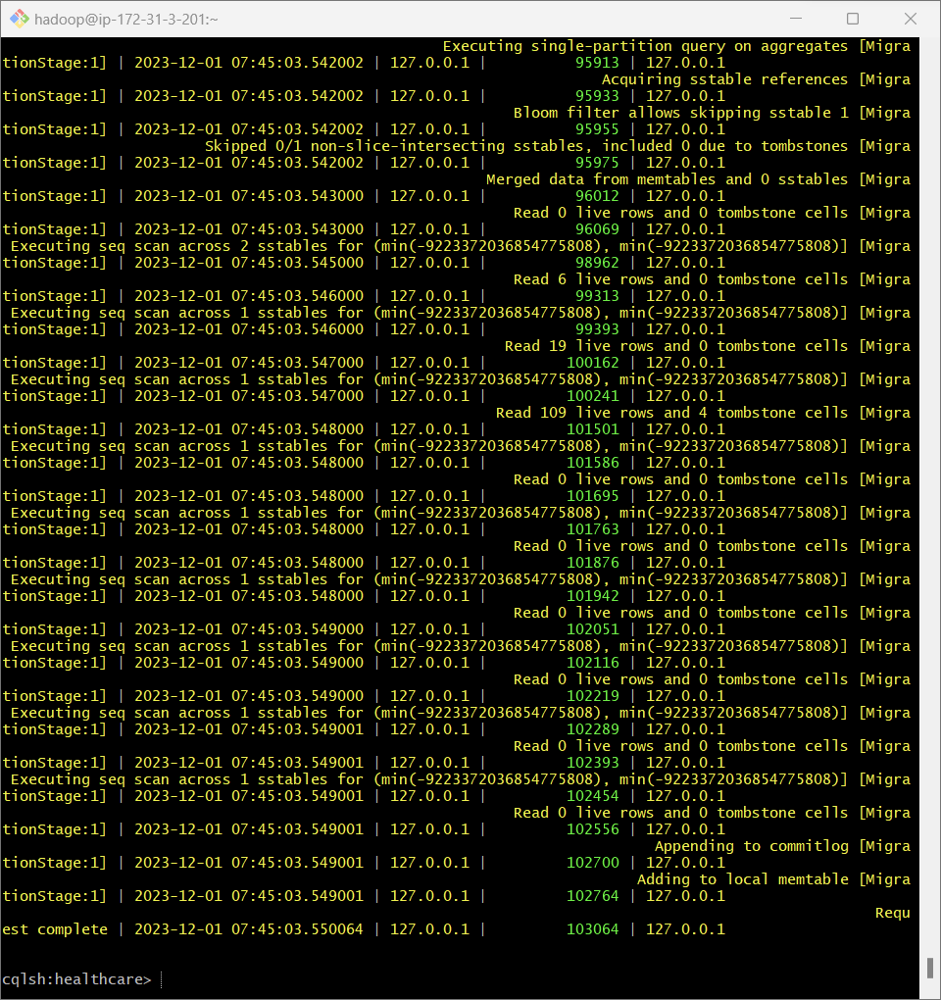 hadoop@ip-172-31-3-201:~
Executing single-partition query on aggregates [Migra
tionStage:1] | 2023-12-01 07:45:03.542002 | 127.0.0.1 | 95913 | 127.0.0.1
Acquiring sstable references [Migra
tionStage:1] | 2023-12-01 07:45:03.542002 | 127.0.0.1 | 95933 | 127.0.0.1
Bloom filter allows skipping sstable 1 [Migra
tionStage:1] | 2023-12-01 07:45:03.542002 | 127.0.0.1 | 95955 | 127.0.0.1
Skipped 0/1 non-slice-intersecting sstables, included 0 due to tombstones [Migra
tionStage:1] | 2023-12-01 07:45:03.542002 | 127.0.0.1 | 95975 | 127.0.0.1
Merged data from memtables and 0 sstables [Migra
tionStage:1] | 2023-12-01 07:45:03.543000 | 127.0.0.1 | 96012 | 127.0.0.1
Read 0 live rows and 0 tombstone cells [Migra
tionStage:1] | 2023-12-01 07:45:03.543000 | 127.0.0.1 | 96069 | 127.0.0.1
Executing seq scan across 2 sstables for (min(-9223372036854775808), min(-9223372036854775808)] [Migra
tionStage:1] | 2023-12-01 07:45:03.545000 | 127.0.0.1 | 98962 | 127.0.0.1
Read 6 live rows and 0 tombstone cells [Migra
tionStage:1] | 2023-12-01 07:45:03.546000 | 127.0.0.1 | 99313 | 127.0.0.1
Executing seq scan across 1 sstables for (min(-9223372036854775808), min(-9223372036854775808)] [Migra
tionStage:1] | 2023-12-01 07:45:03.546000 | 127.0.0.1 | 99393 | 127.0.0.1
Read 19 live rows and 0 tombstone cells [Migra
tionStage:1] | 2023-12-01 07:45:03.547000 | 127.0.0.1 | 100162 | 127.0.0.1
Executing seq scan across 1 sstables for (min(-9223372036854775808), min(-9223372036854775808)] [Migra
tionStage:1] | 2023-12-01 07:45:03.547000 | 127.0.0.1 | 100241 | 127.0.0.1
Read 109 live rows and 4 tombstone cells [Migra
tionStage:1] | 2023-12-01 07:45:03.548000 | 127.0.0.1 | 101501 | 127.0.0.1
Executing seq scan across 1 sstables for (min(-9223372036854775808), min(-9223372036854775808)] [Migra
tionStage:1] | 2023-12-01 07:45:03.548000 | 127.0.0.1 | 101586 | 127.0.0.1
Read 0 live rows and 0 tombstone cells [Migra
tionStage:1] | 2023-12-01 07:45:03.548000 | 127.0.0.1 | 101695 | 127.0.0.1
Executing seq scan across 1 sstables for (min(-9223372036854775808), min(-9223372036854775808)] [Migra
tionStage:1] | 2023-12-01 07:45:03.548000 | 127.0.0.1 | 101763 | 127.0.0.1
Read 0 live rows and 0 tombstone cells [Migra
tionStage:1] | 2023-12-01 07:45:03.548000 | 127.0.0.1 | 101876 | 127.0.0.1
Executing seq scan across 1 sstables for (min(-9223372036854775808), min(-9223372036854775808)] [Migra
tionStage:1] | 2023-12-01 07:45:03.548000 | 127.0.0.1 | 101942 | 127.0.0.1
Read 0 live rows and 0 tombstone cells [Migra
tionStage:1] | 2023-12-01 07:45:03.549000 | 127.0.0.1 | 102051 | 127.0.0.1
Executing seq scan across 1 sstables for (min(-9223372036854775808), min(-9223372036854775808)] [Migra
tionStage:1] | 2023-12-01 07:45:03.549000 | 127.0.0.1 | 102116 | 127.0.0.1
Read 0 live rows and 0 tombstone cells [Migra
tionStage:1] | 2023-12-01 07:45:03.549000 | 127.0.0.1 | 102219 | 127.0.0.1
Executing seq scan across 1 sstables for (min(-9223372036854775808), min(-9223372036854775808)] [Migra
tionStage:1] | 2023-12-01 07:45:03.549001 | 127.0.0.1 | 102289 | 127.0.0.1
Read 0 live rows and 0 tombstone cells [Migra
tionStage:1] | 2023-12-01 07:45:03.549001 | 127.0.0.1 | 102393 | 127.0.0.1
Executing seq scan across 1 sstables for (min(-9223372036854775808), min(-9223372036854775808)] [Migra
tionStage:1] | 2023-12-01 07:45:03.549001 | 127.0.0.1 | 102454 | 127.0.0.1
Read 0 live rows and 0 tombstone cells [Migra
tionStage:1] | 2023-12-01 07:45:03.549001 | 127.0.0.1 | 102556 | 127.0.0.1
Appending to commitlog [Migra
tionStage:1] | 2023-12-01 07:45:03.549001 | 127.0.0.1 | 102700 | 127.0.0.1
Adding to local memtable [Migra
tionStage:1] | 2023-12-01 07:45:03.549001 | 127.0.0.1 | 102764 | 127.0.0.1
Requ
est complete | 2023-12-01 07:45:03.550064 | 127.0.0.1 | 103064 | 127.0.0.1
cqlsh:healthcare>